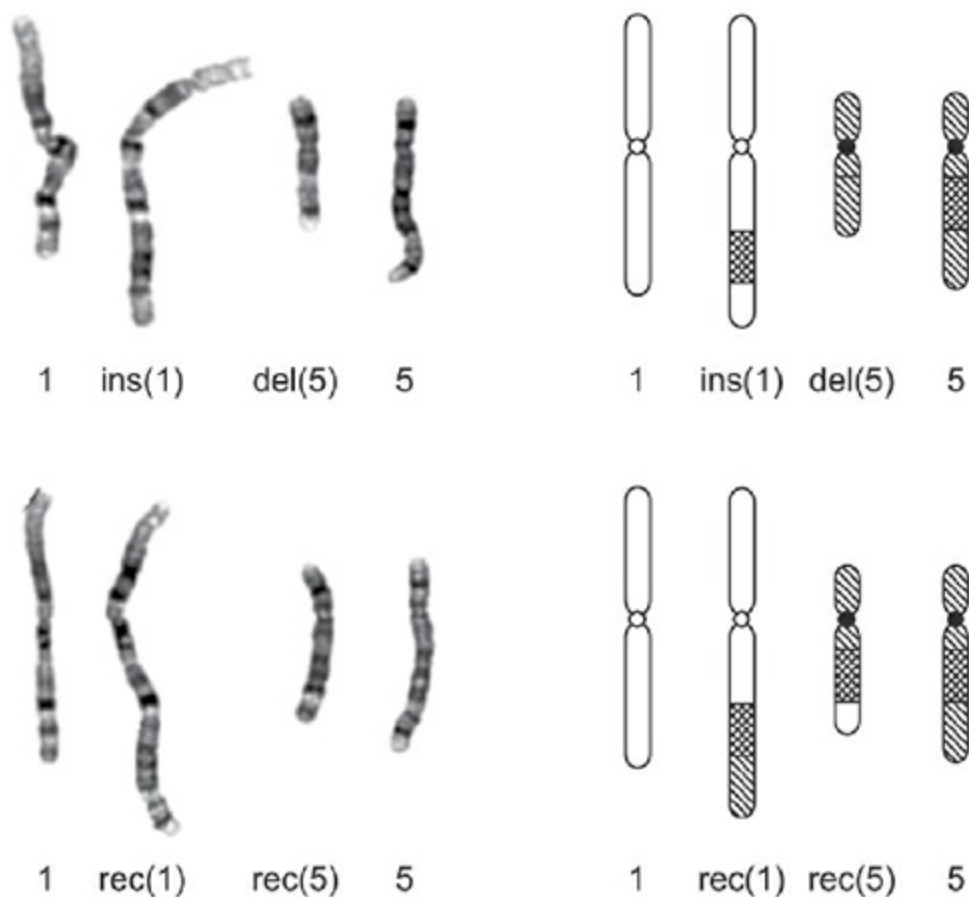 1 ins(1) del(5) 5 1 ins(1) del(5) 5
1 rec(1) rec(5) 5 1 rec(1) rec(5) 5